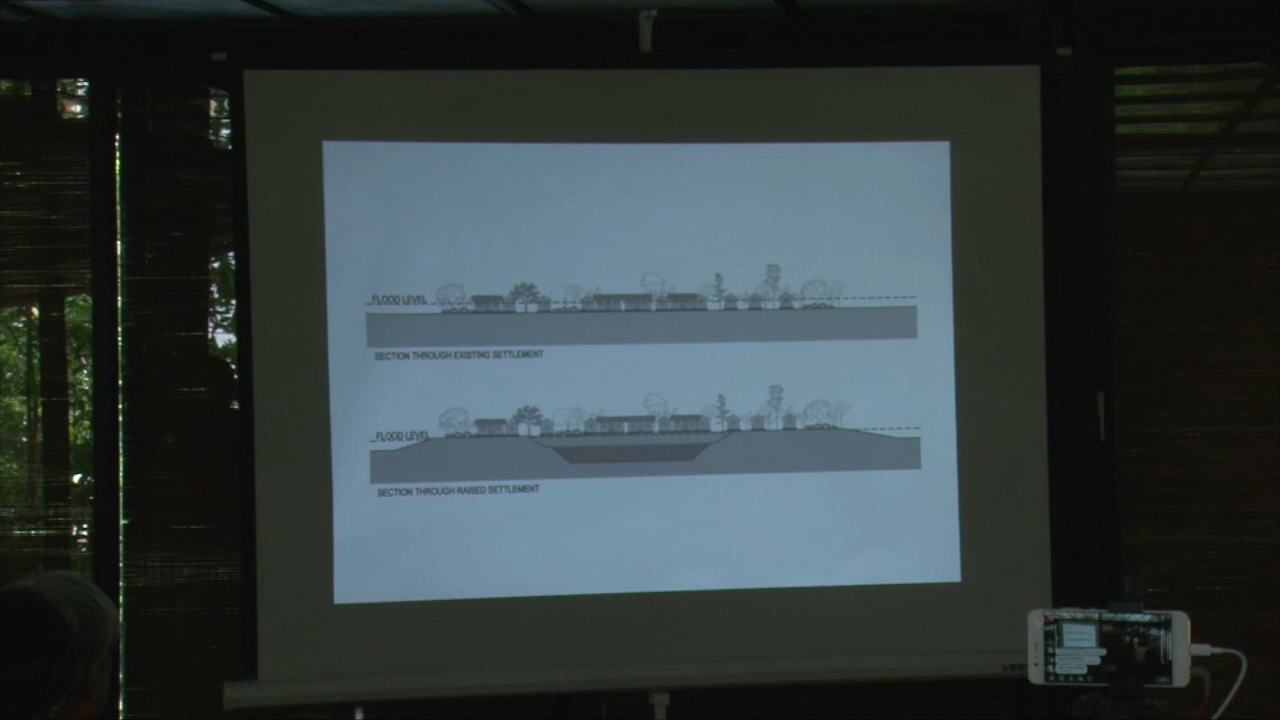 FLOOD LEVEL
SECTION THROUGH EXISTING SETTLEMENT
FLOOD LEVEL
SECTION THROUGH RAISED SETTLEMENT